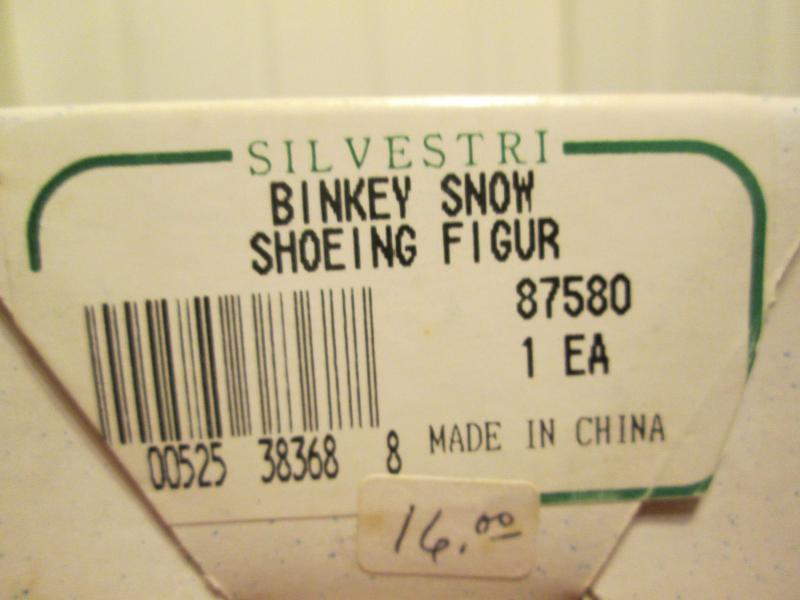 SILVESTRI
BINKEY SNOW
SHOEING FIGUR
87580
1 EA
00525 38368 8
MADE IN CHINA
16.00